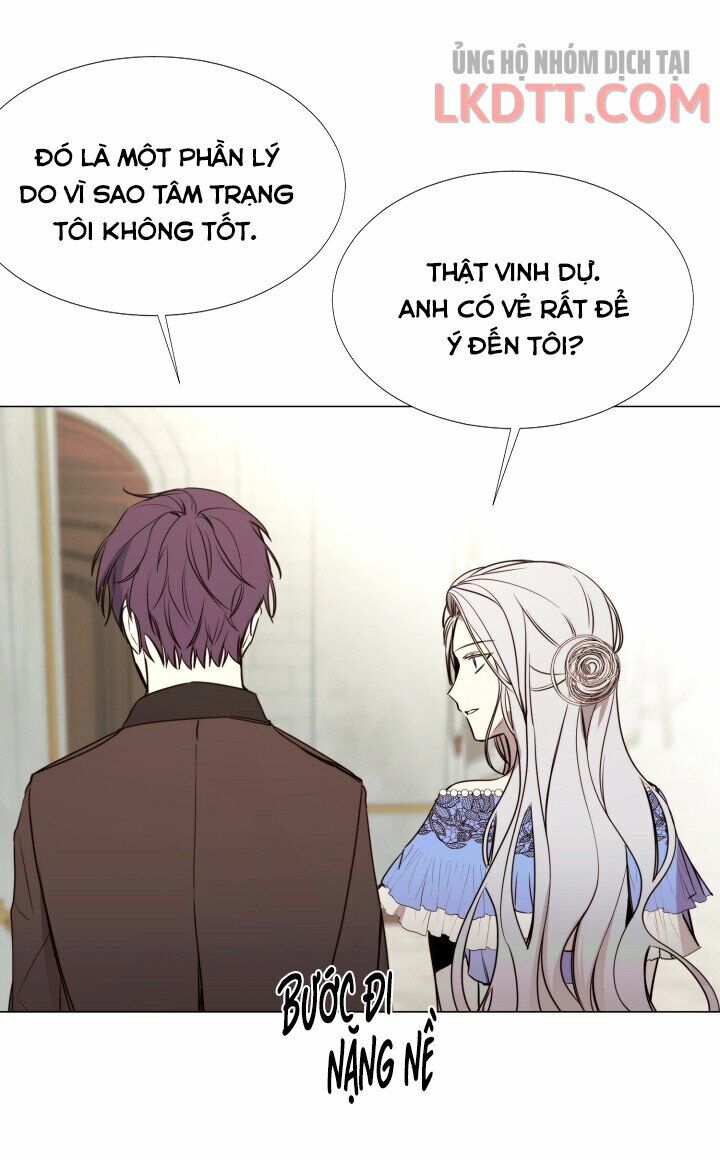 ỦNG HỘ NHÓM DỊCH TẠI
LKDTT.COM
ĐÓ LÀ MỘT PHẦN LÝ
DO VÌ SAO TÂM TRẠNG
TÔI KHÔNG TỐT.
THẬT VINH DỰ.
ANH CÓ VẺ RẤT ĐỂ
Ý ĐẾN TÔI?
BƯỚC ĐI
NẶNG NỀ